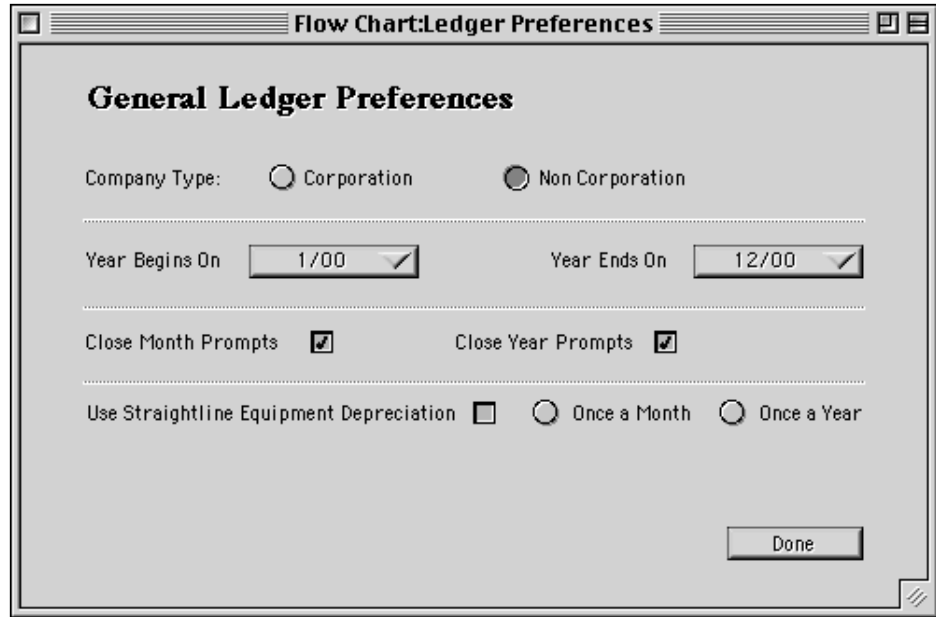 Flow Chart:Ledger Preferences
General Ledger Preferences
Company Type: Corporation Non Corporation
Year Begins On 1/00 Year Ends On 12/00
Close Month Prompts Close Year Prompts
Use Straightline Equipment Depreciation Once a Month Once a Year
Done